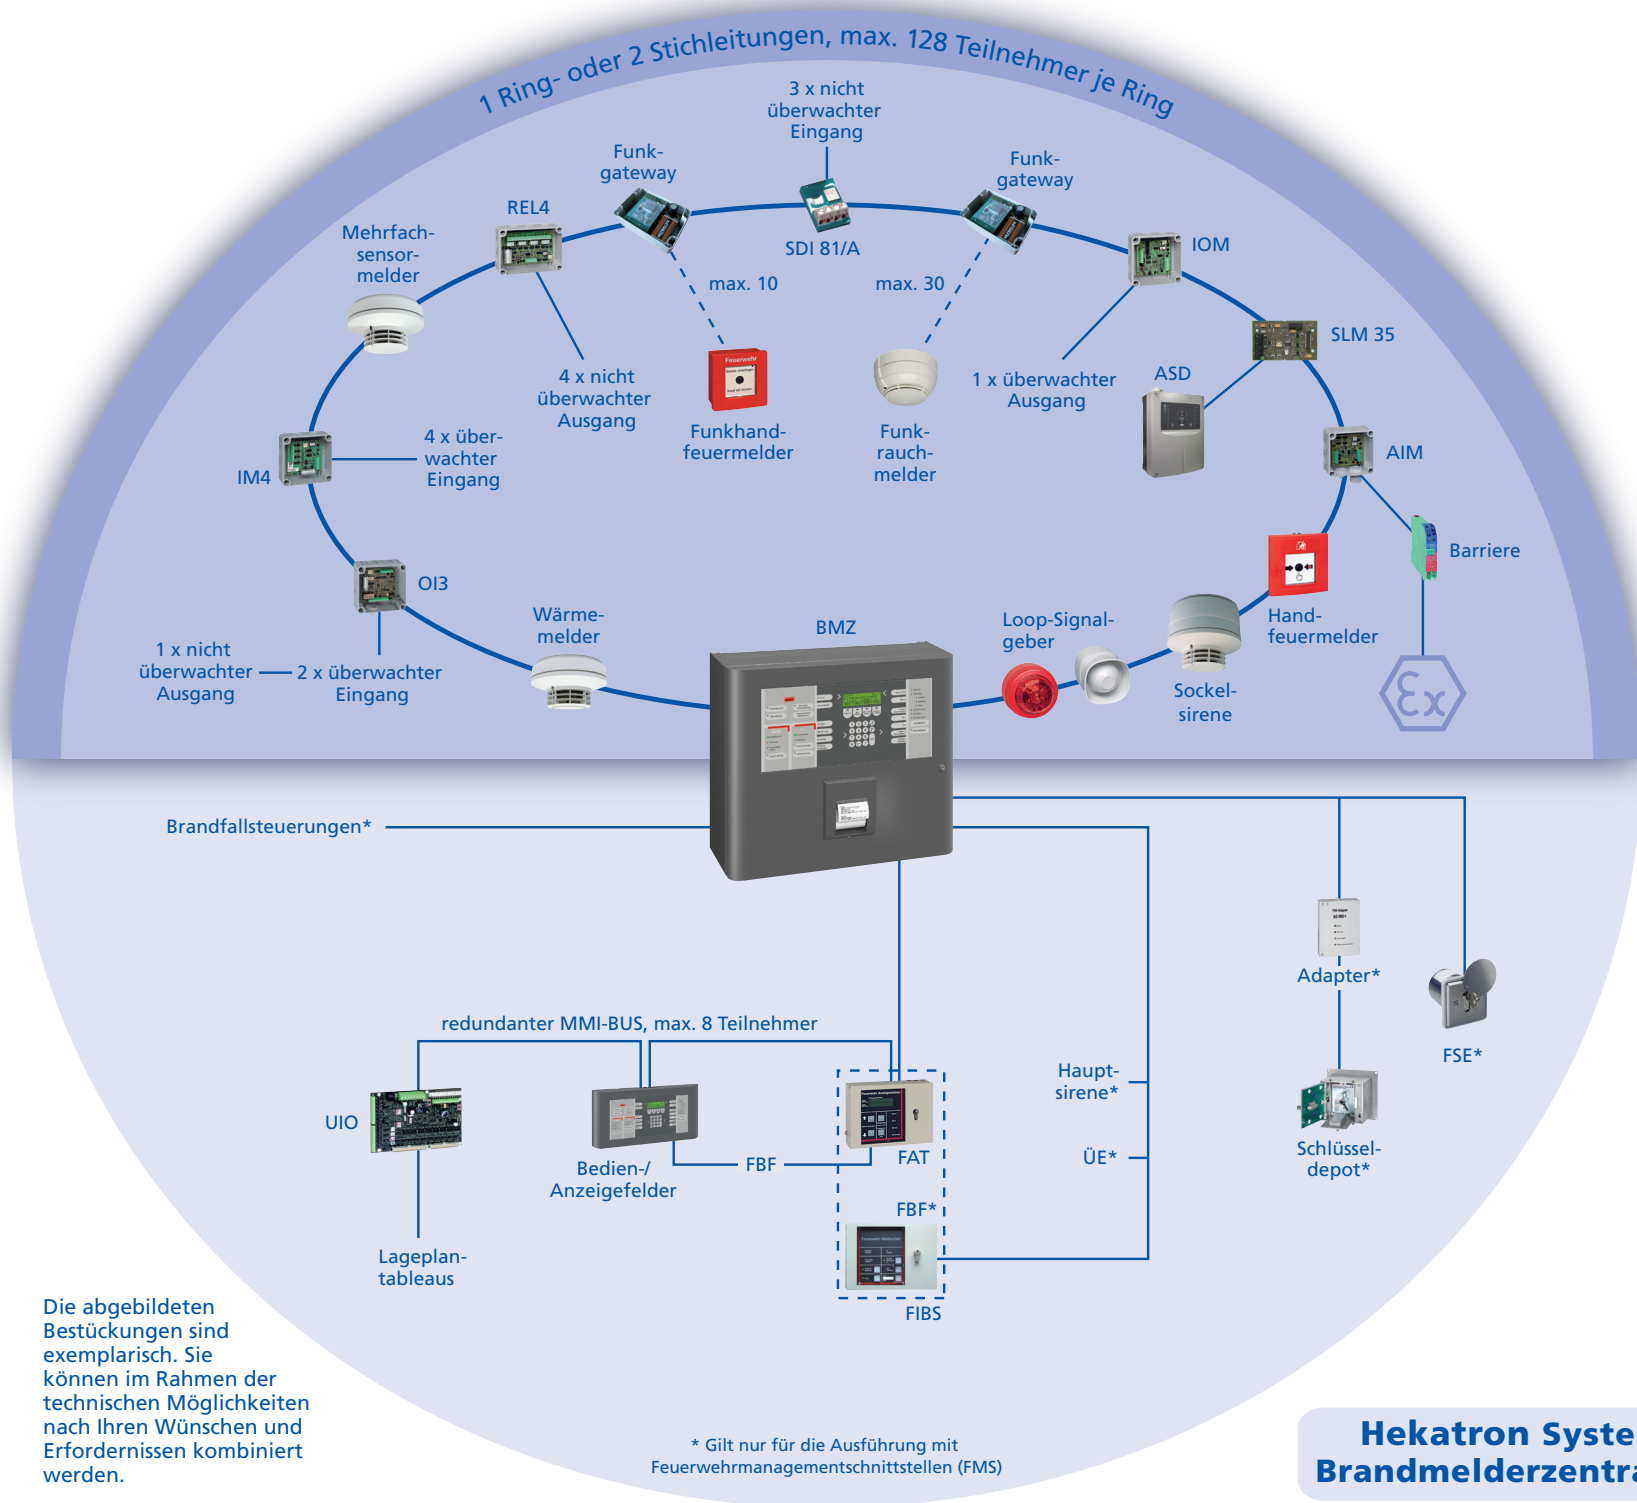 1 Ring- oder 2 Stichleitungen, max. 128 Teilnehmer je Ring
3 x nicht
überwachter
Eingang
Funk-
gateway
Funk-
gateway
REL4
SDI 81/A
IOM
Mehrfach-
sensor-
melder
max. 10
max. 30
SLM 35
Feuerwehr
4 x nicht
überwachter
Ausgang
1 x überwachter
Ausgang
ASD
Funkhand-
feuermelder
Funk-
rauch-
melder
4 x über-
wachter
Eingang
IM4
AIM
Barriere
OI3
Wärme-
melder
BMZ
Loop-Signal-
geber
Hand-
feuermelder
1 x nicht
überwachter
Ausgang
2 x überwachter
Eingang
Sockel-
sirene
Ex
Brandfallsteuerungen*
Adapter*
FSE*
redundanter MMI-BUS, max. 8 Teilnehmer
Haupt-
sirene*
UIO
Bedien-/
Anzeigefelder
FBF
FAT
ÜE*
Schlüssel-
depot*
FBF*
Lageplan-
tableaus
FIBS
Die abgebildeten
Bestückungen sind
exemplarisch. Sie
können im Rahmen der
technischen Möglichkeiten
nach Ihren Wünschen und
Erfordernissen kombiniert
werden.
* Gilt nur für die Ausführung mit
Feuerwehrmanagementschnittstellen (FMS)
Hekatron Syste
Brandmelderzentra